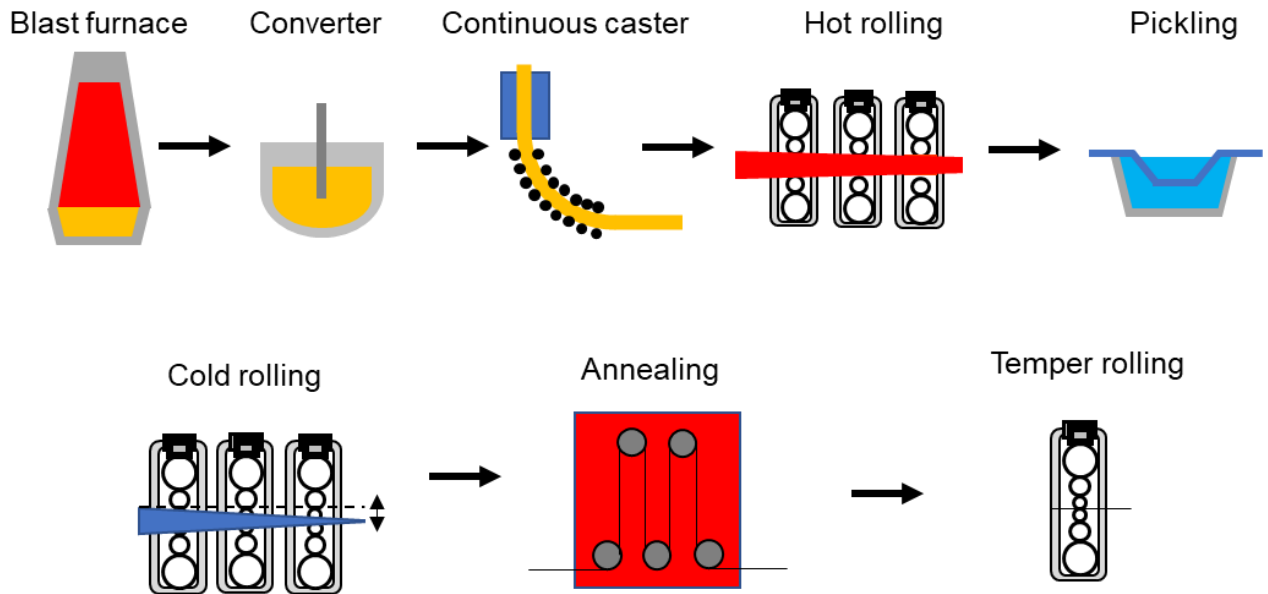 Blast furnace
Converter
Continuous caster
Hot rolling
Pickling
Cold rolling
Annealing
Temper rolling